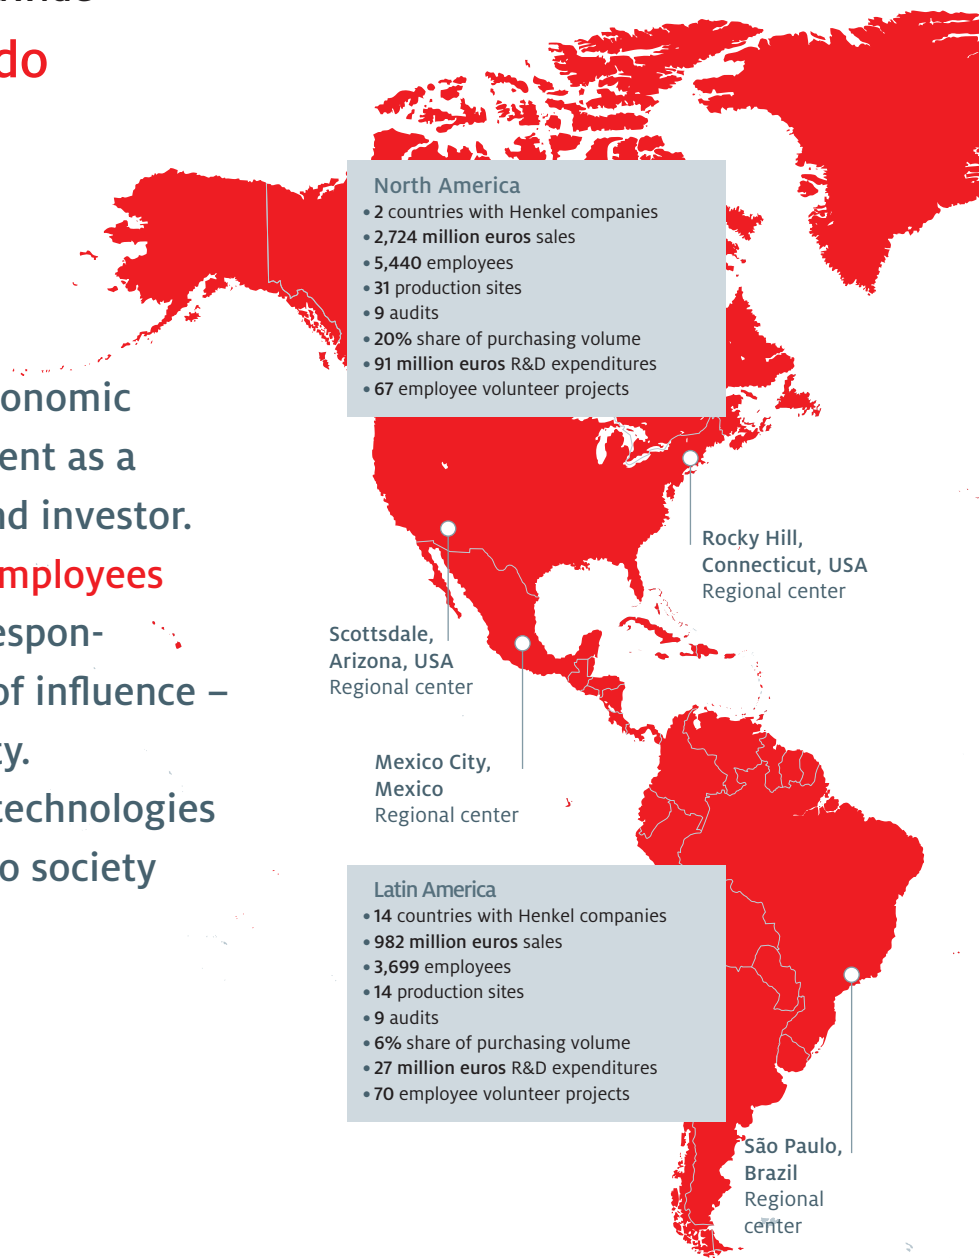 do
onomic
ent as a
nd investor.
mployees
espon-
of influence –
ty.
technologies
o society
North America
• 2 countries with Henkel companies
• 2,724 million euros sales
• 5,440 employees
• 31 production sites
• 9 audits
• 20% share of purchasing volume
• 91 million euros R&D expenditures
• 67 employee volunteer projects
Rocky Hill,
Connecticut, USA
Regional center
Scottsdale,
Arizona, USA
Regional center
Mexico City,
Mexico
Regional center
Latin America
• 14 countries with Henkel companies
• 982 million euros sales
• 3,699 employees
• 14 production sites
• 9 audits
• 6% share of purchasing volume
• 27 million euros R&D expenditures
• 70 employee volunteer projects
São Paulo,
Brazil
Regional
center